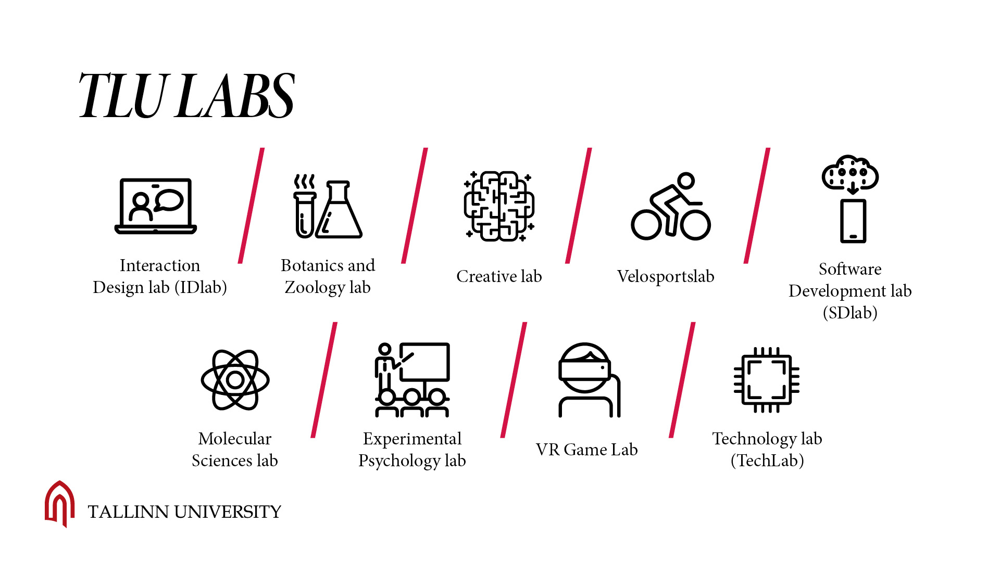 TLU LABS
Interaction
Design lab (IDlab)
Botanics and
Zoology lab
Creative lab
Velosportslab
Software
Development lab
(SDlab)
Molecular
Sciences lab
Experimental
Psychology lab
VR Game Lab
Technology lab
(TechLab)
TALLINN UNIVERSITY